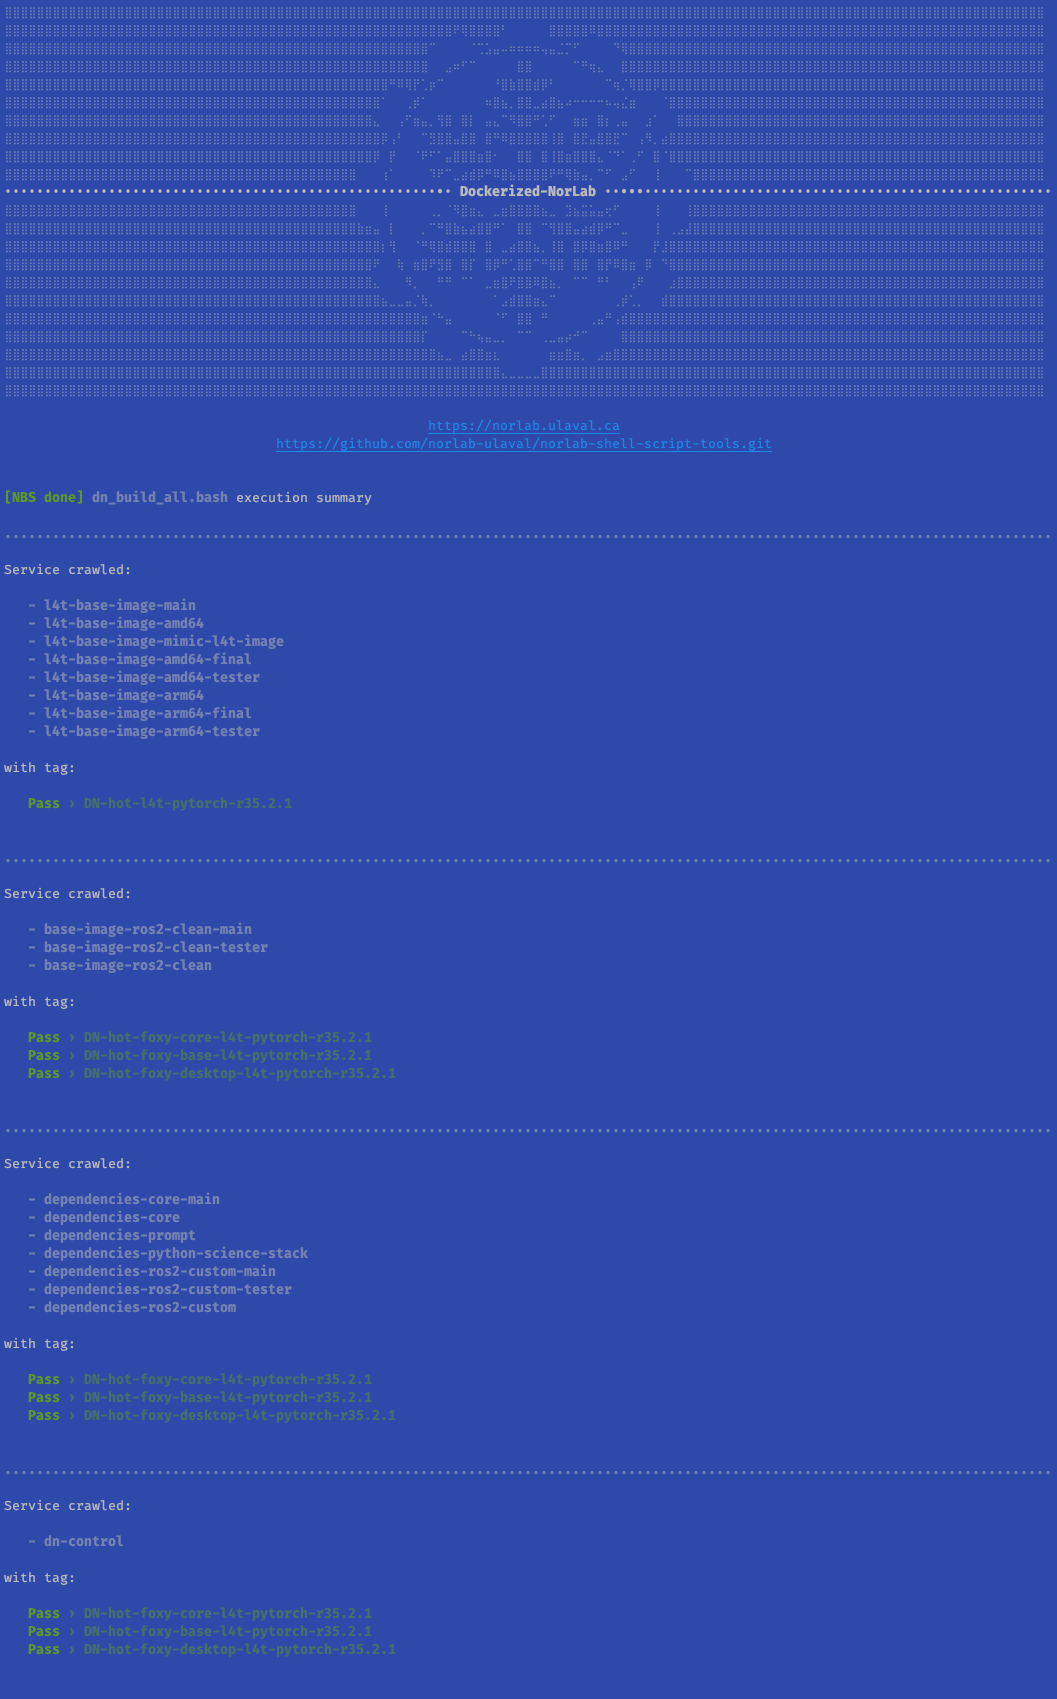 Dockerized-NorLab
https://norlab.ulaval.ca
https://github.com/norlab-ulaval/norlab-shell-script-tools.git
[NBS done] dn_build_all.bash execution summary
Service crawled:
- l4t-base-image-main
- l4t-base-image-amd64
- l4t-base-image-mimic-l4t-image
- l4t-base-image-amd64-final
- l4t-base-image-amd64-tester
- l4t-base-image-arm64
- l4t-base-image-arm64-final
- l4t-base-image-arm64-tester
with tag:
Pass › DN-hot-l4t-pytorch-r35.2.1
Service crawled:
- base-image-ros2-clean-main
- base-image-ros2-clean-tester
- base-image-ros2-clean
with tag:
Pass › DN-hot-foxy-core-l4t-pytorch-r35.2.1
Pass › DN-hot-foxy-base-l4t-pytorch-r35.2.1
Pass › DN-hot-foxy-desktop-l4t-pytorch-r35.2.1
Service crawled:
- dependencies-core-main
- dependencies-core
- dependencies-prompt
- dependencies-python-science-stack
- dependencies-ros2-custom-main
- dependencies-ros2-custom-tester
- dependencies-ros2-custom
with tag:
Pass › DN-hot-foxy-core-l4t-pytorch-r35.2.1
Pass › DN-hot-foxy-base-l4t-pytorch-r35.2.1
Pass › DN-hot-foxy-desktop-l4t-pytorch-r35.2.1
Service crawled:
- dn-control
with tag:
Pass › DN-hot-foxy-core-l4t-pytorch-r35.2.1
Pass › DN-hot-foxy-base-l4t-pytorch-r35.2.1
Pass › DN-hot-foxy-desktop-l4t-pytorch-r35.2.1